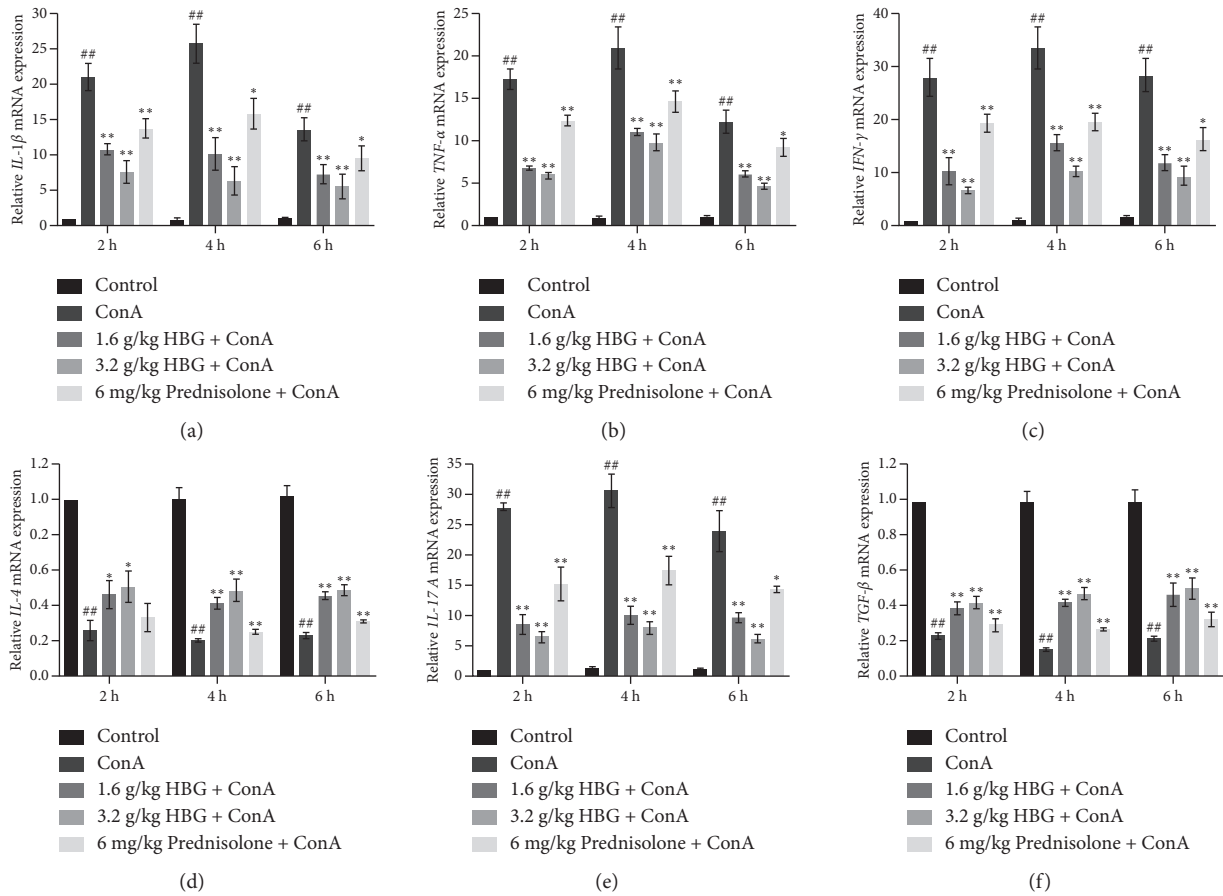 Relative IL-1β mRNA expression
30
25
20
15
10
5
0
## ** ** **
## ** ** *
## ** ** *
2 h 4 h 6 h
Control
ConA
1.6 g/kg HBG + ConA
3.2 g/kg HBG + ConA
6 mg/kg Prednisolone + ConA
(a)
Relative TNF-α mRNA expression
25
20
15
10
5
0
## ** ** **
## ** ** **
## ** ** *
2 h 4 h 6 h
Control
ConA
1.6 g/kg HBG + ConA
3.2 g/kg HBG + ConA
6 mg/kg Prednisolone + ConA
(b)
Relative IFN-γ mRNA expression
40
30
20
10
0
## ** ** **
## ** ** **
## ** ** *
2 h 4 h 6 h
Control
ConA
1.6 g/kg HBG + ConA
3.2 g/kg HBG + ConA
6 mg/kg Prednisolone + ConA
(c)
Relative IL-4 mRNA expression
1.2
1.0
0.2
0.6
0.4
0.2
0.0
## * *
## ** ** **
## ** ** **
2 h 4 h 6 h
Control
ConA
1.6 g/kg HBG + ConA
3.2 g/kg HBG + ConA
6 mg/kg Prednisolone + ConA
(d)
Relative IL-17 A mRNA expression
35
30
25
20
15
10
5
0
## ** ** **
## ** ** **
## ** ** *
2 h 4 h 6 h
Control
ConA
1.6 g/kg HBG + ConA
3.2 g/kg HBG + ConA
6 mg/kg Prednisolone + ConA
(e)
Relative TGF-β mRNA expression
1.2
1.0
0.8
0.6
0.4
0.2
0.0
## ** ** **
## ** ** **
## ** ** **
2 h 4 h 6 h
Control
ConA
1.6 g/kg HBG + ConA
3.2 g/kg HBG + ConA
6 mg/kg Prednisolone + ConA
(f)